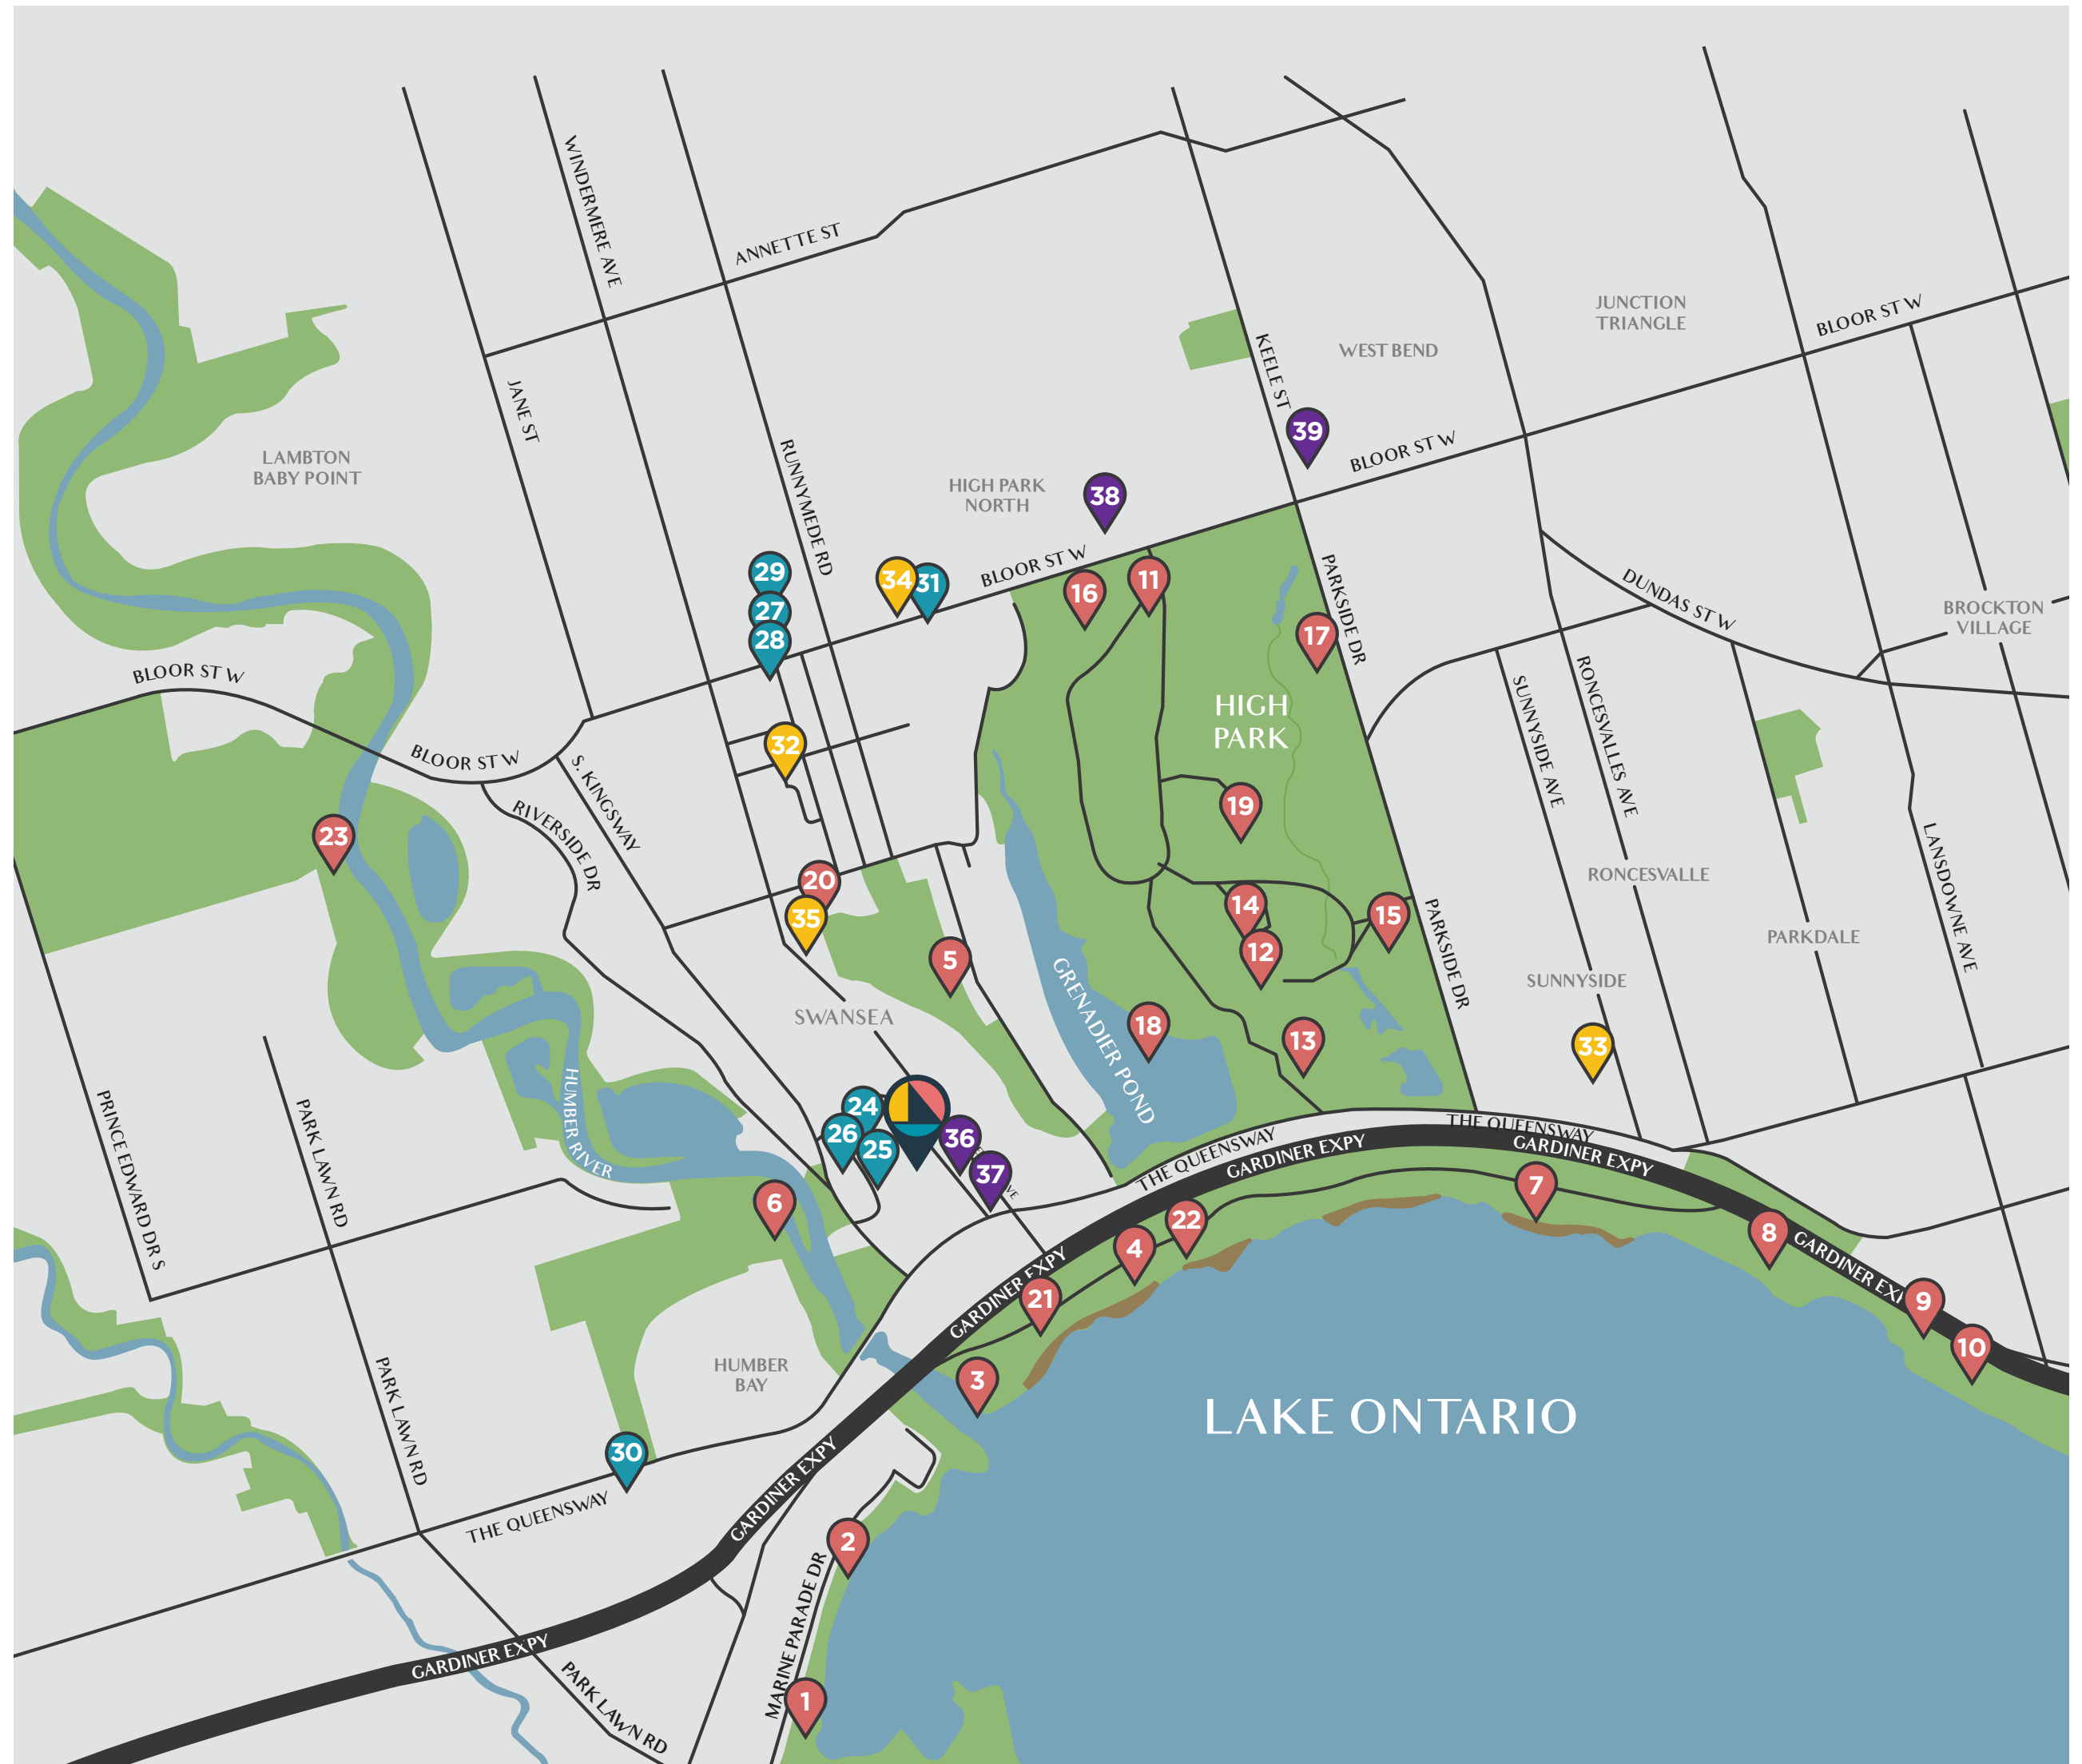 WINDERMERE AVE
ANNETTE ST
JUNCTION
TRIANGLE
BLOOR ST W
WEST BEND
KEELE ST
JANE ST
39
BLOOR ST W
LAMBTON
BABY POINT
RUNNYMEDE RD
HIGH PARK
NORTH
38
29
34
31
BLOOR ST W
16
11
27
28
17
PARKSIDE DR
DUNDAS ST W
BROCKTON
VILLAGE
BLOOR ST W
HIGH
PARK
SUNNYSIDE AVE
RONCESVALLES AVE
32
BLOOR ST W
S. KINGSWAY
RIVERSIDE DR
23
19
20
35
14
15
12
RONCESVALLE
LANSDOWNE AVE
PARKDALE
PARKSIDE DR
5
GRENADIER POND
SUNNYSIDE
SWANSEA
18
13
33
HUMBER RIVER
PRINCE EDWARD DR S
PARK LAWN RD
24
26
25
36
37
VE
THE QUEENSWAY
THE QUEENSWAY
GARDINER EXPY
GARDINER EXPY
6
7
22
4
8
GARDINER EXPY
GARDINER EXPY
21
9
10
3
HUMBER
BAY
PARK LAWN RD
LAKE ONTARIO
30
THE QUEENSWAY
GARDINER EXPY
2
MARINE PARADE DR
GARDINER EXPY
PARK LAWN RD
1